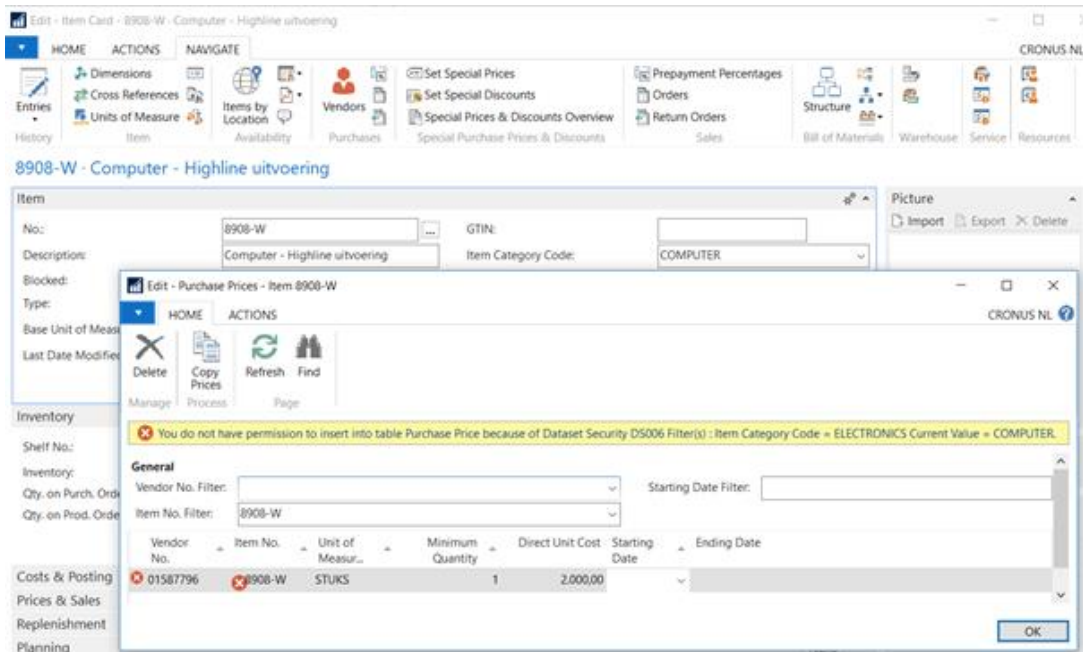 Edit - Item Card - 8908-W · Computer - Highline uitvoering
HOME ACTIONS NAVIGATE CRONUS NL
Dimensions
Cross References
Units of Measure
Entries
Items by Location
Vendors
Set Special Prices
Set Special Discounts
Special Prices & Discounts Overview
Prepayment Percentages
Orders
Return Orders
Structure
History Item Availability Purchases Special Purchase Prices & Discounts Sales Bill of Materials Warehouse Service Resources
8908-W · Computer - Highline uitvoering
Item
No.: 8908-W ... GTIN:
Description: Computer - Highline uitvoering Item Category Code: COMPUTER
Blocked:
Type:
Base Unit of Meas
Last Date Modified
Picture
Import Export Delete
Inventory
Shelf No.:
Inventory:
Qty. on Purch. Orde
Qty. on Prod. Orde
Costs & Posting
Prices & Sales
Replenishment
Planning
Edit - Purchase Prices - Item 8908-W
HOME ACTIONS CRONUS NL
Delete
Copy Prices
Refresh
Find
Manage Process Page
You do not have permission to insert into table Purchase Price because of Dataset Security DS006 Filter(s) : Item Category Code = ELECTRONICS Current Value = COMPUTER.
General
Vendor No. Filter: Starting Date Filter:
Item No. Filter: 8908-W
Vendor No. Item No. Unit of Measur... Minimum Quantity Direct Unit Cost Starting Date Ending Date
01587796 8908-W STUKS 1 2.000,00
OK